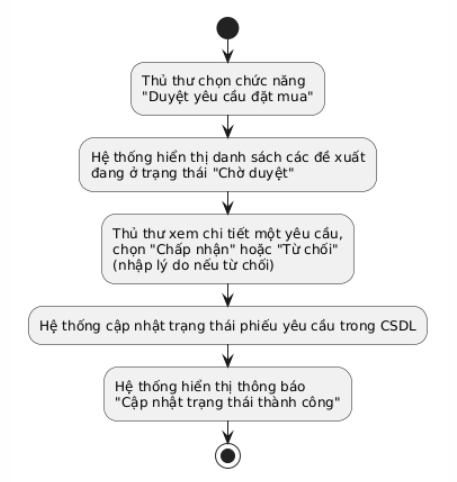 Thủ thư chọn chức năng
"Duyệt yêu cầu đặt mua"
Hệ thống hiển thị danh sách các đề xuất
đang ở trạng thái "Chờ duyệt"
Thủ thư xem chi tiết một yêu cầu,
chọn "Chấp nhận" hoặc "Từ chối"
(nhập lý do nếu từ chối)
Hệ thống cập nhật trạng thái phiếu yêu cầu trong CSDL
Hệ thống hiển thị thông báo
"Cập nhật trạng thái thành công"